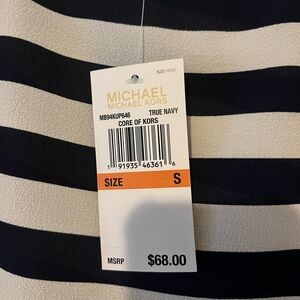 MICHAEL
MICHAEL KORS
MB94KUP646 TRUE NAVY
CORE OF KORS
1 91935 46361 6
SIZE S
MSRP $68.00